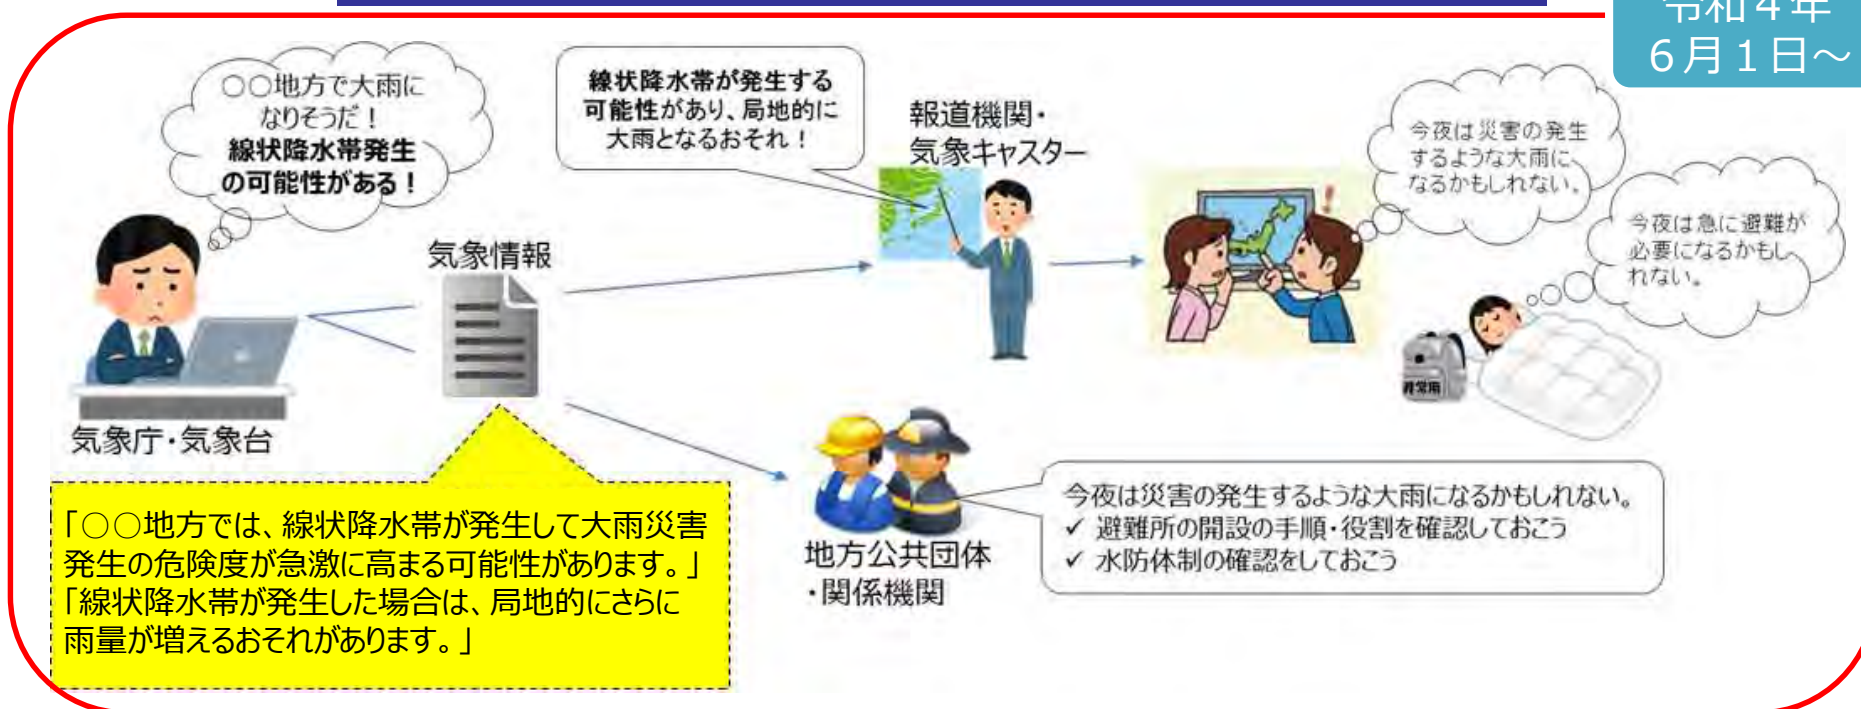 令和４年
６月１日～
○○地方で大雨に
なりそうだ！
線状降水帯発生
の可能性がある！
気象庁・気象台
気象情報
「○○地方では、線状降水帯が発生して大雨災害
発生の危険度が急激に高まる可能性があります。」
「線状降水帯が発生した場合は、局地的にさらに
雨量が増えるおそれがあります。」
線状降水帯が発生する
可能性があり、局地的に
大雨となるおそれ！
報道機関・
気象キャスター
今夜は災害の発生
するような大雨に
なるかもしれない。
今夜は急に避難が
必要になるかもし
れない。
非常用
地方公共団体
・関係機関
今夜は災害の発生するような大雨になるかもしれない。
✓ 避難所の開設の手順・役割を確認しておこう
✓ 水防体制の確認をしておこう